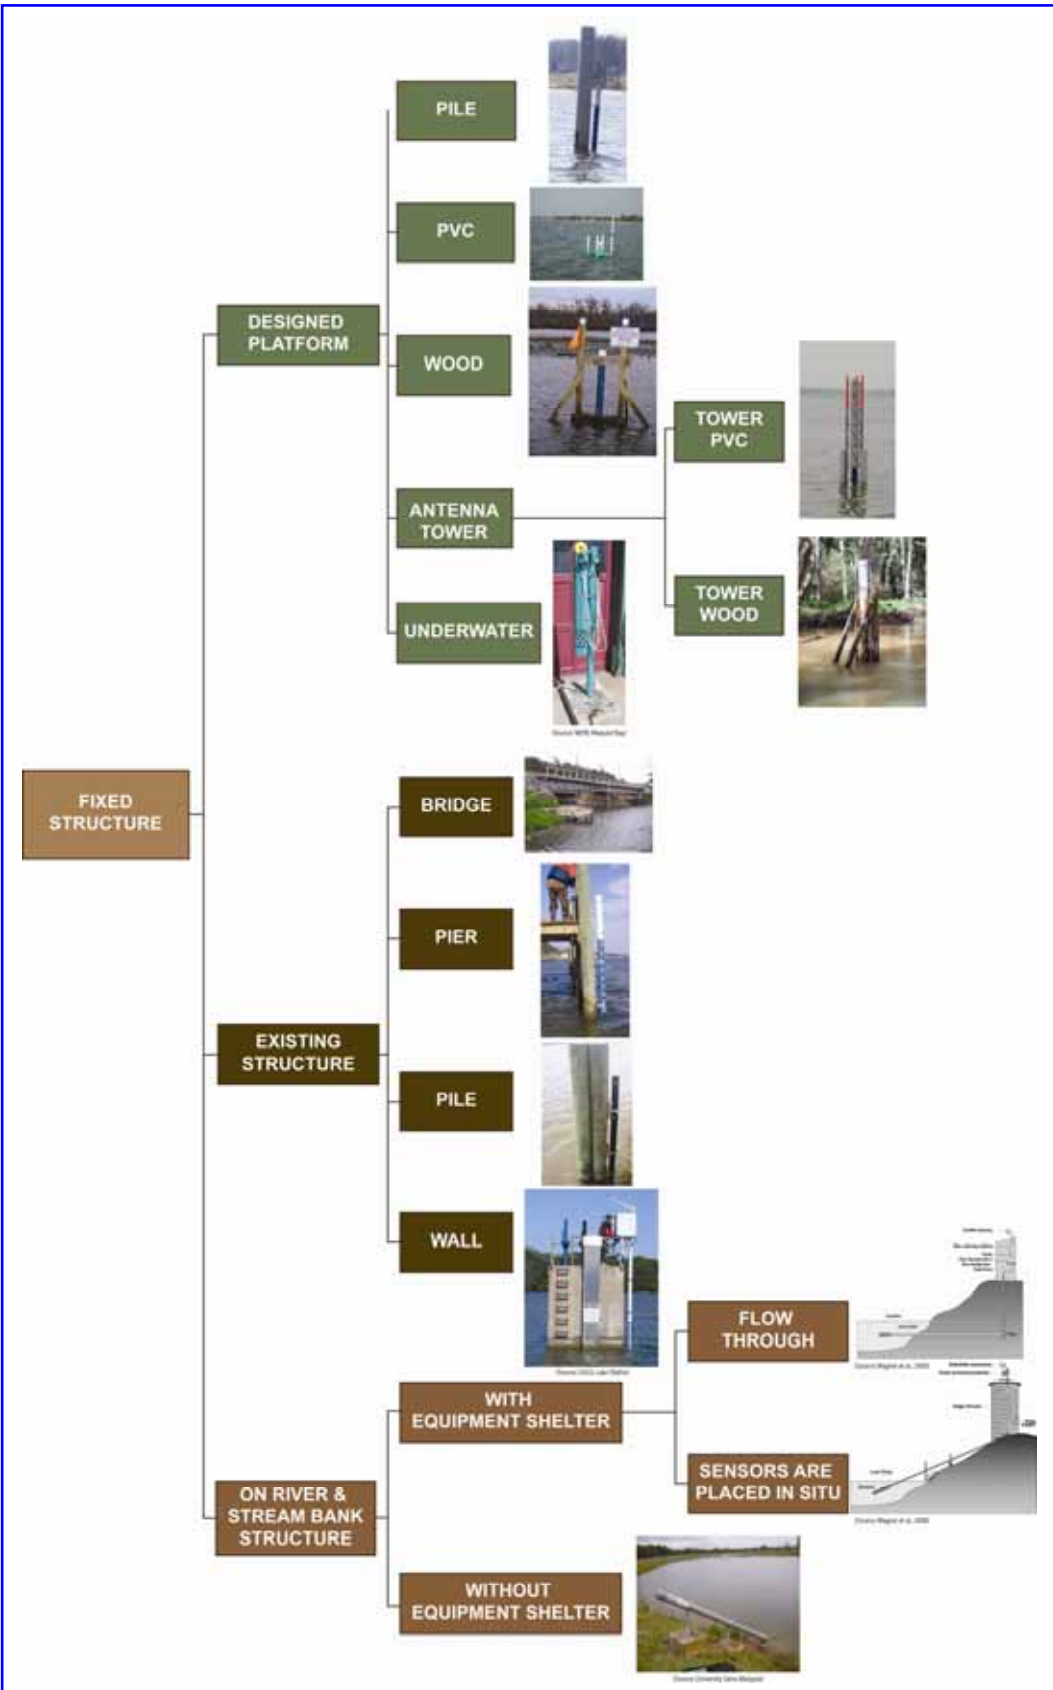 PILE
PVC
DESIGNED
PLATFORM
WOOD
TOWER
PVC
ANTENNA
TOWER
TOWER
WOOD
UNDERWATER
BRIDGE
FIXED
STRUCTURE
PIER
EXISTING
STRUCTURE
PILE
WALL
FLOW
THROUGH
WITH
EQUIPMENT SHELTER
SENSORS ARE
PLACED IN SITU
ON RIVER &
STREAM BANK
STRUCTURE
WITHOUT
EQUIPMENT SHELTER